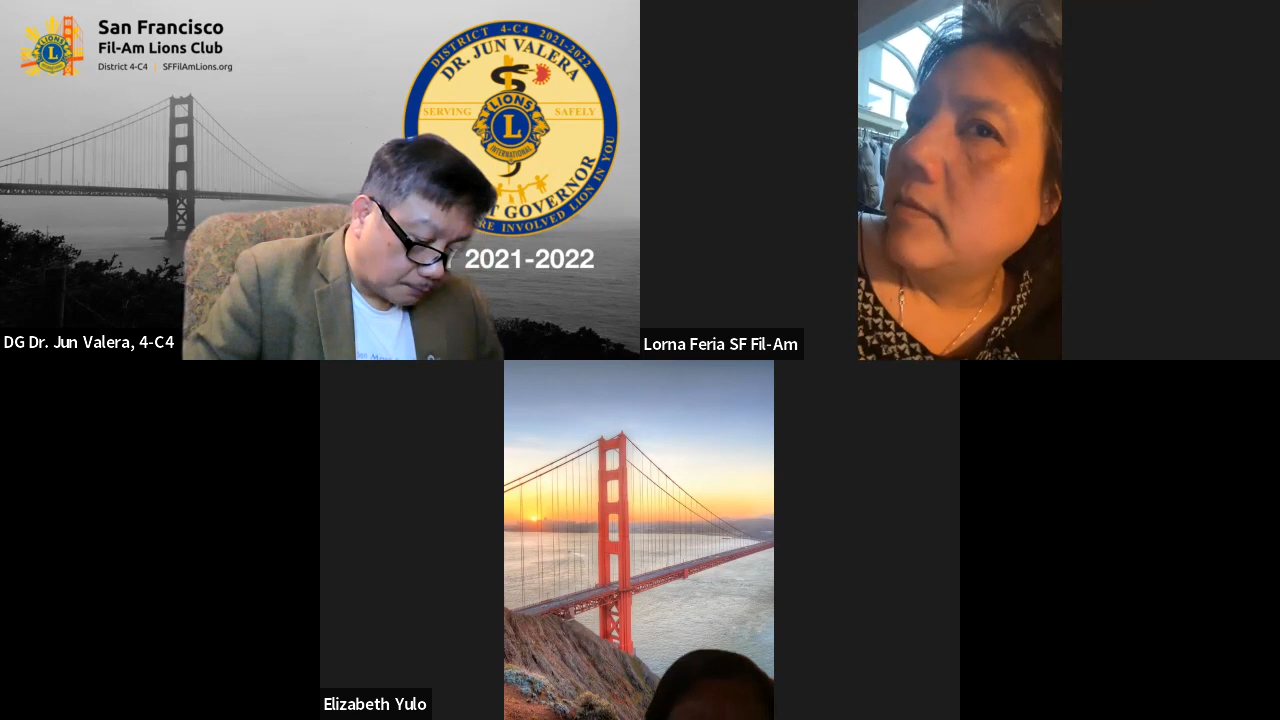 San Francisco
Fil-Am Lions Club
District 4-C4 | SFFilAmLions.org
DISTRICT 4-C4 2021-2022
DR. JUN VALERA
SERVING SAFELY
LIONS
L
INTERNATIONAL
T GOVERNOR
RE INVOLVED LION IN YOU
2021-2022
DG Dr. Jun Valera, 4-C4
Lorna Feria SF Fil-Am
Elizabeth Yulo